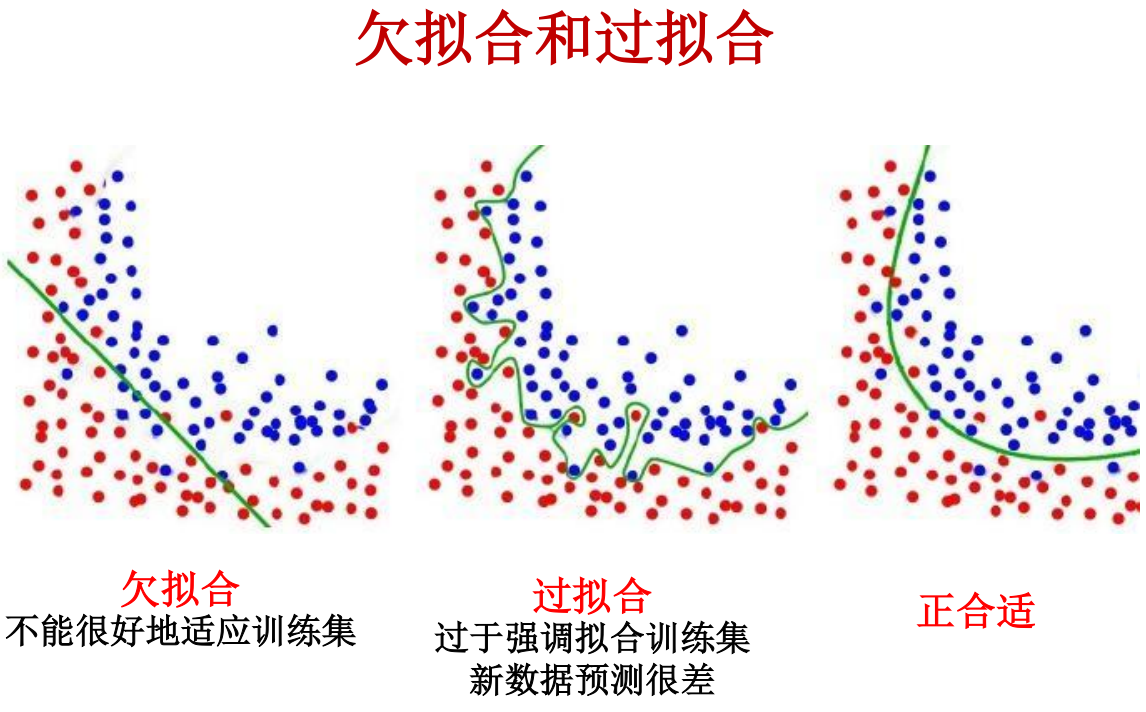 欠拟合和过拟合
欠拟合
不能很好地适应训练集
过拟合
过于强调拟合训练集
新数据预测很差
正合适